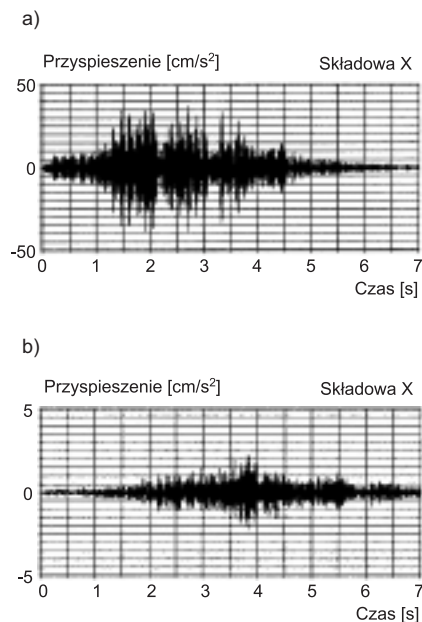 a)
Przyspieszenie [cm/s²] Składowa X
50
0
-50
0 1 2 3 4 5 6 7
Czas [s]
b)
Przyspieszenie [cm/s²] Składowa X
5
0
-5
0 1 2 3 4 5 6 7
Czas [s]